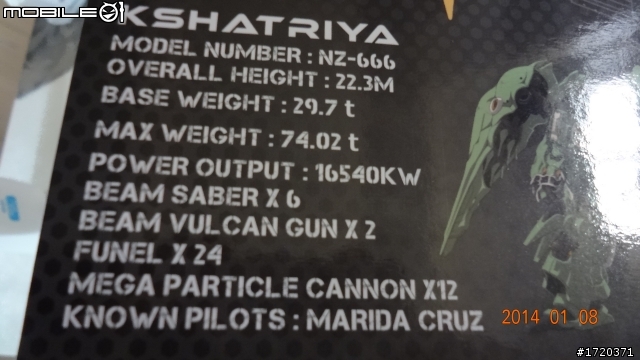 MOBILE01
KSHATRIYA
MODEL NUMBER : NZ-666
OVERALL HEIGHT : 22.3M
BASE WEIGHT : 29.7 t
MAX WEIGHT : 74.02 t
POWER OUTPUT : 16540KW
BEAM SABER X 6
BEAM VULCAN GUN X 2
FUNEL X 24
MEGA PARTICLE CANNON X12
KNOWN PILOTS : MARIDA CRUZ
2014 01 08
#1720371